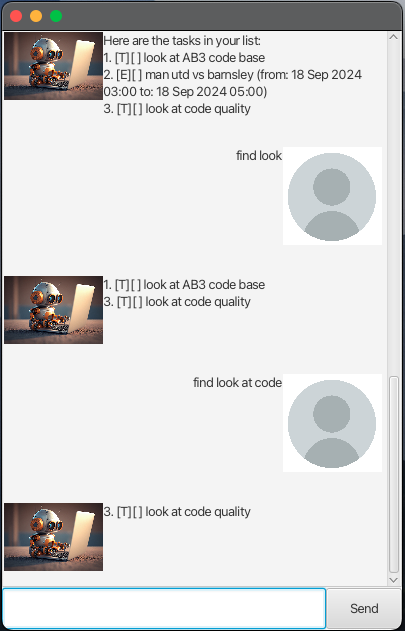 Here are the tasks in your list:
1. [T][ ] look at AB3 code base
2. [E][ ] man utd vs barnsley (from: 18 Sep 2024
03:00 to: 18 Sep 2024 05:00)
3. [T][ ] look at code quality
find look
1. [T][ ] look at AB3 code base
3. [T][ ] look at code quality
find look at code
3. [T][ ] look at code quality
Send